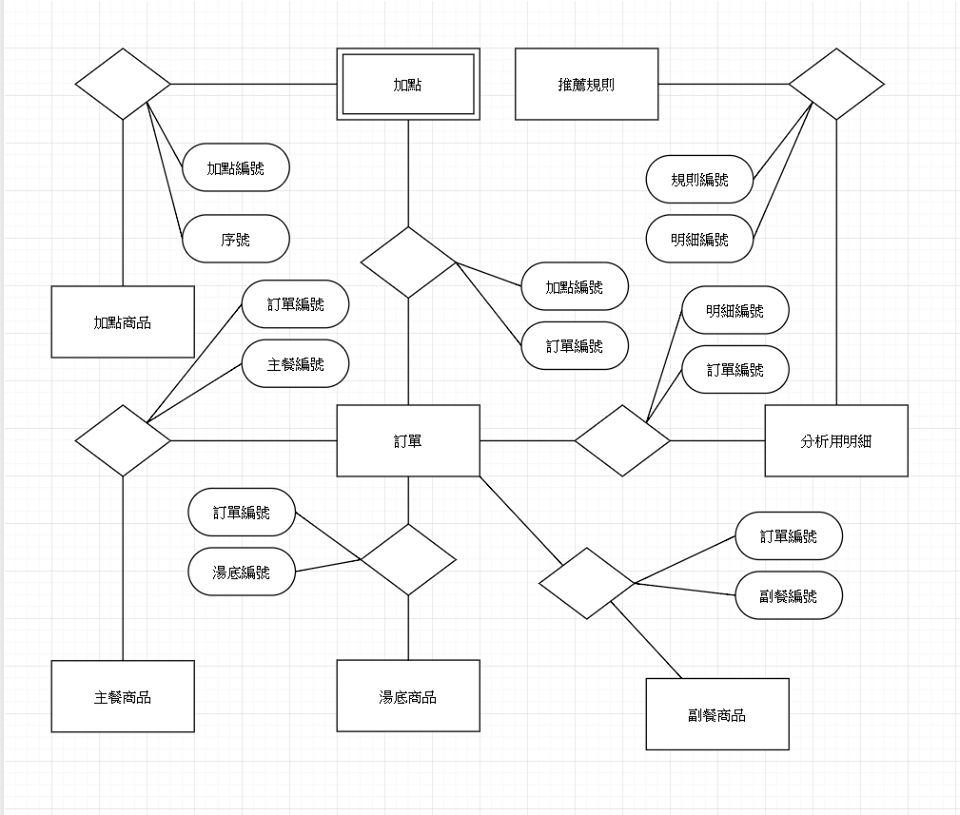 加點
推薦規則
加點編號
規則編號
序號
明細編號
加點編號
訂單編號
明細編號
加點商品
訂單編號
主餐編號
訂單編號
訂單
分析用明細
訂單編號
訂單編號
湯底編號
副餐編號
主餐商品
湯底商品
副餐商品